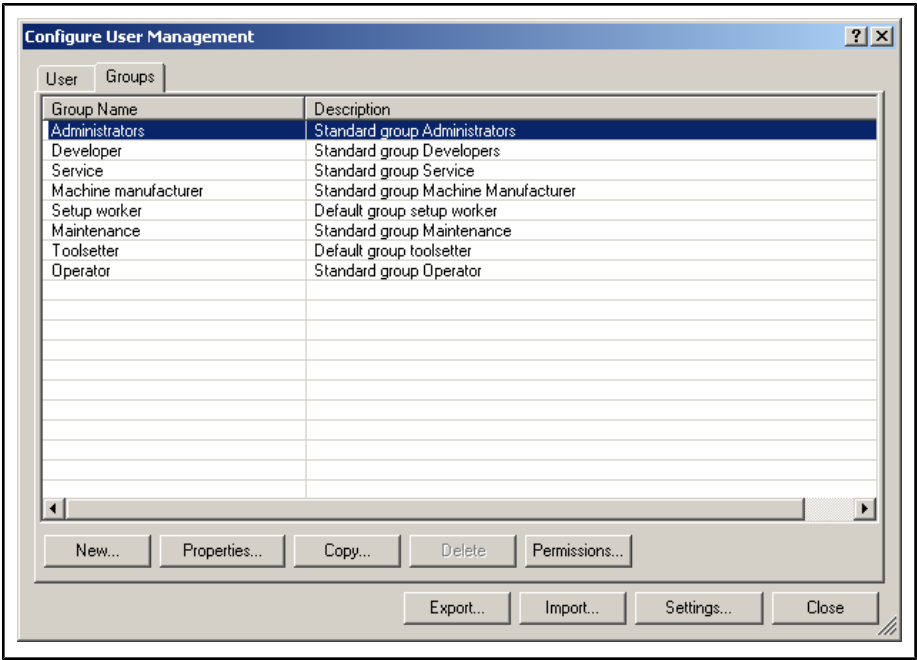 Configure User Management
User Groups
Group Name Description
Administrators Standard group Administrators
Developer Standard group Developers
Service Standard group Service
Machine manufacturer Standard group Machine Manufacturer
Setup worker Default group setup worker
Maintenance Standard group Maintenance
Toolsetter Default group toolsetter
Operator Standard group Operator
New... Properties... Copy... Delete Permissions...
Export... Import... Settings... Close